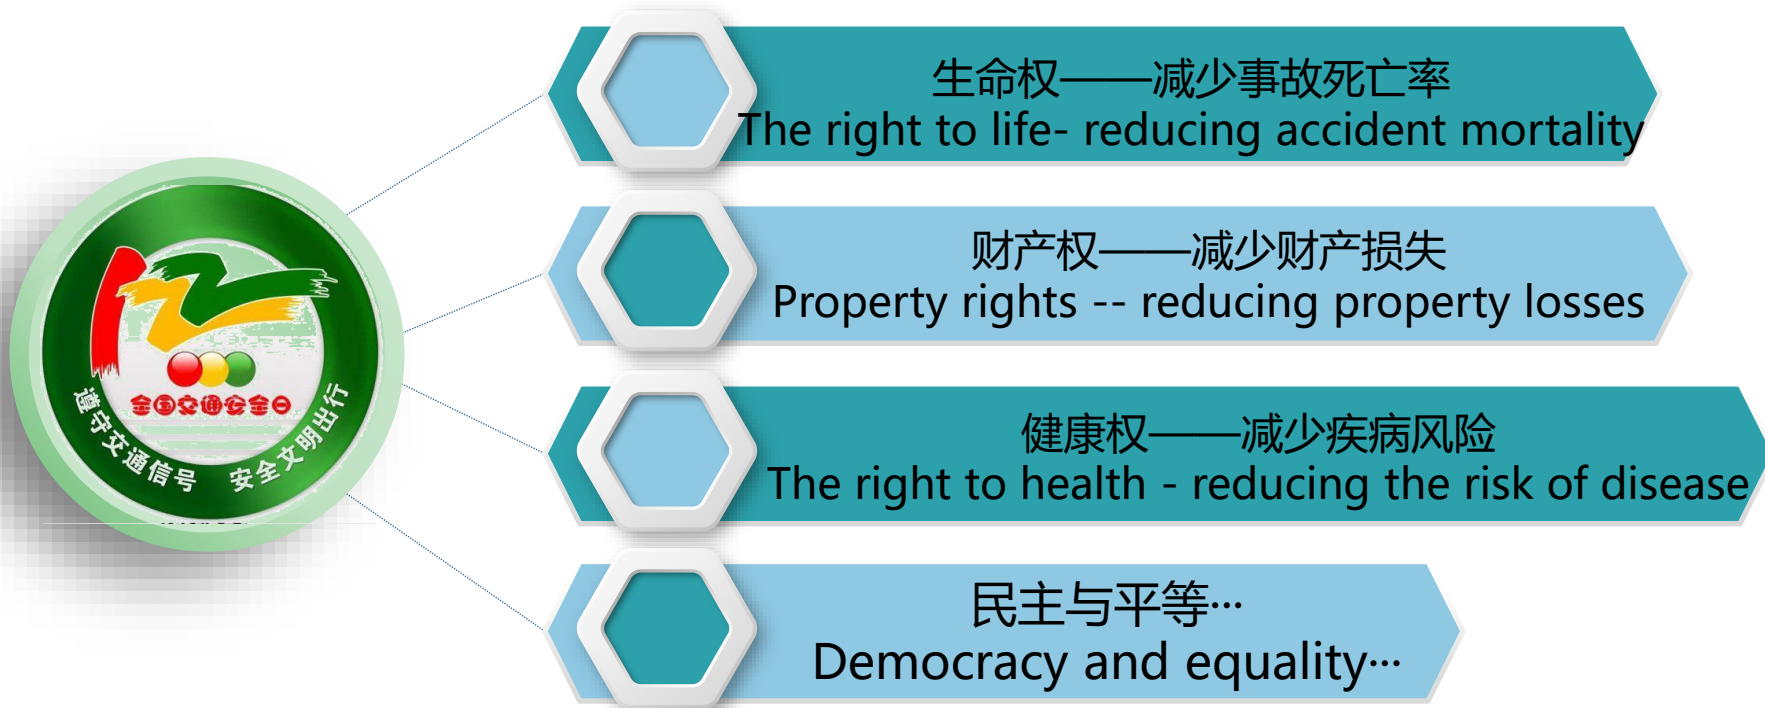 全国交通安全日
遵守交通信号 安全文明出行
生命权——减少事故死亡率
The right to life- reducing accident mortality
财产权——减少财产损失
Property rights -- reducing property losses
健康权——减少疾病风险
The right to health - reducing the risk of disease
民主与平等···
Democracy and equality···